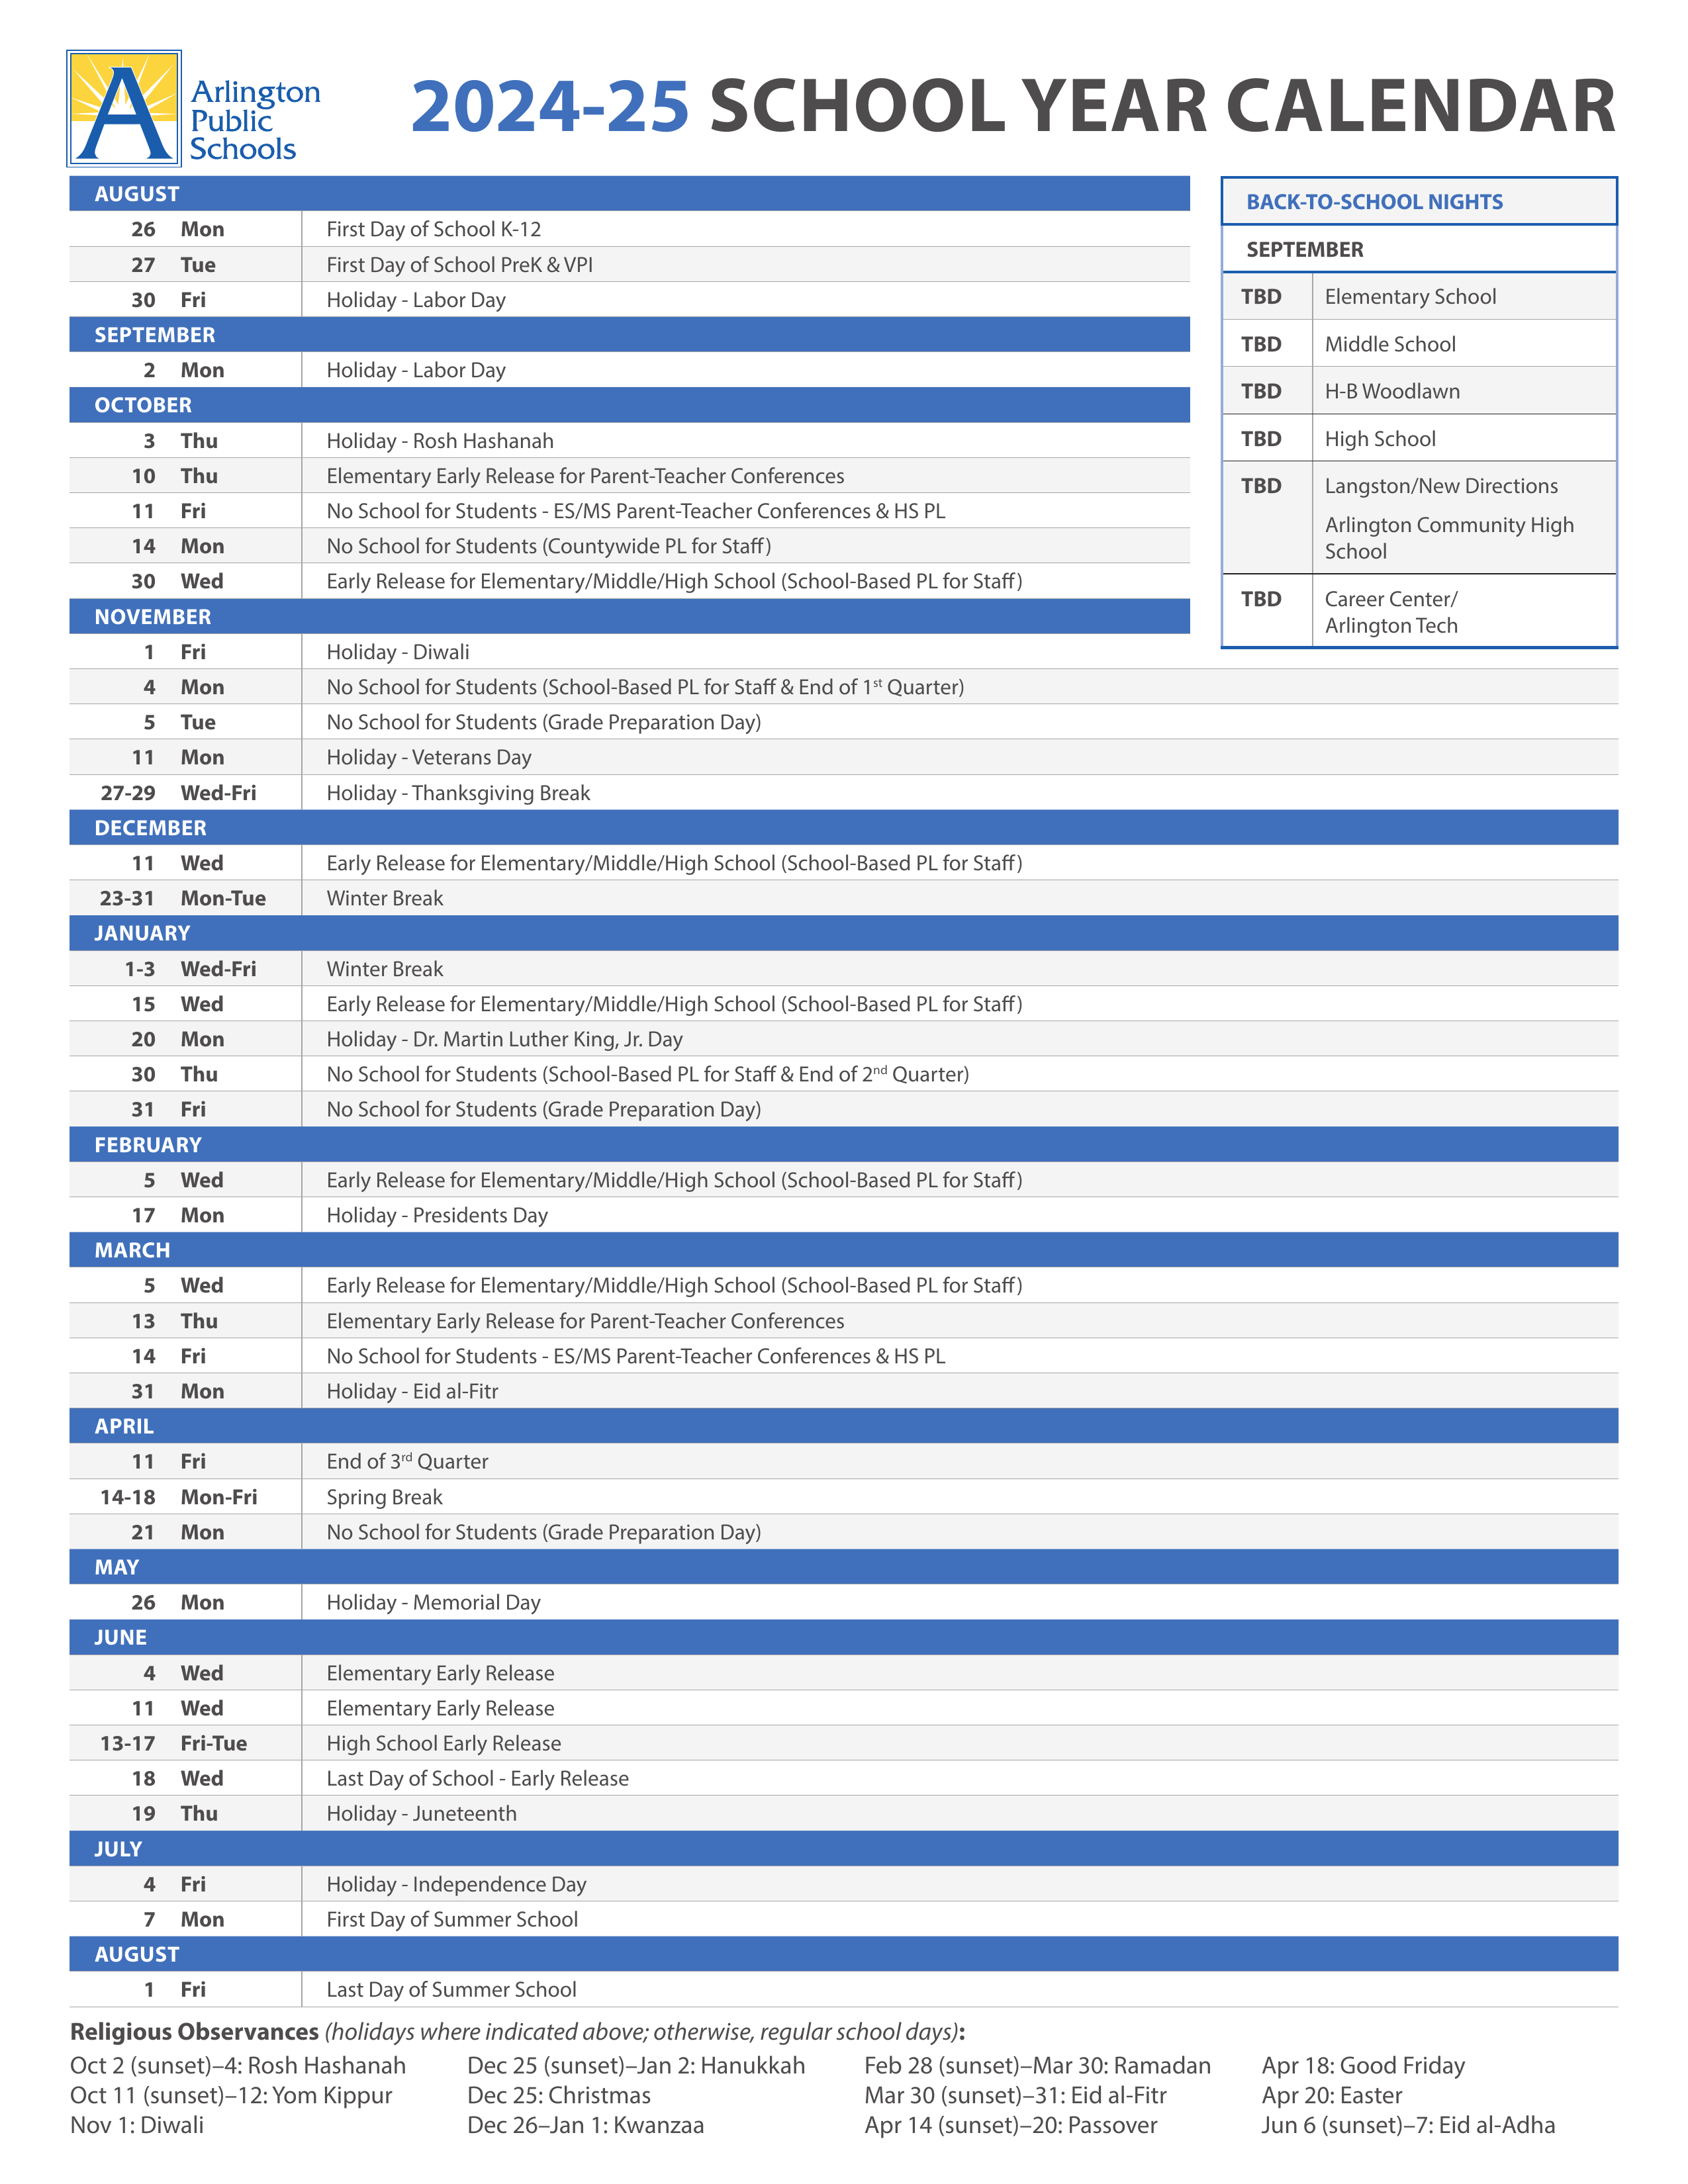 Arlington
Public
Schools
2024-25 SCHOOL YEAR CALENDAR
AUGUST
26 Mon First Day of School K-12
27 Tue First Day of School PreK & VPI
30 Fri Holiday - Labor Day
SEPTEMBER
2 Mon Holiday - Labor Day
OCTOBER
3 Thu Holiday - Rosh Hashanah
10 Thu Elementary Early Release for Parent-Teacher Conferences
11 Fri No School for Students - ES/MS Parent-Teacher Conferences & HS PL
14 Mon No School for Students (Countywide PL for Staff)
30 Wed Early Release for Elementary/Middle/High School (School-Based PL for Staff)
BACK-TO-SCHOOL NIGHTS
SEPTEMBER
TBD Elementary School
TBD Middle School
TBD H-B Woodlawn
TBD High School
TBD Langston/New Directions
Arlington Community High
School
TBD Career Center/
Arlington Tech
NOVEMBER
1 Fri Holiday - Diwali
4 Mon No School for Students (School-Based PL for Staff & End of 1st Quarter)
5 Tue No School for Students (Grade Preparation Day)
11 Mon Holiday - Veterans Day
27-29 Wed-Fri Holiday - Thanksgiving Break
DECEMBER
11 Wed Early Release for Elementary/Middle/High School (School-Based PL for Staff)
23-31 Mon-Tue Winter Break
JANUARY
1-3 Wed-Fri Winter Break
15 Wed Early Release for Elementary/Middle/High School (School-Based PL for Staff)
20 Mon Holiday - Dr. Martin Luther King, Jr. Day
30 Thu No School for Students (School-Based PL for Staff & End of 2nd Quarter)
31 Fri No School for Students (Grade Preparation Day)
FEBRUARY
5 Wed Early Release for Elementary/Middle/High School (School-Based PL for Staff)
17 Mon Holiday - Presidents Day
MARCH
5 Wed Early Release for Elementary/Middle/High School (School-Based PL for Staff)
13 Thu Elementary Early Release for Parent-Teacher Conferences
14 Fri No School for Students - ES/MS Parent-Teacher Conferences & HS PL
31 Mon Holiday - Eid al-Fitr
APRIL
11 Fri End of 3rd Quarter
14-18 Mon-Fri Spring Break
21 Mon No School for Students (Grade Preparation Day)
MAY
26 Mon Holiday - Memorial Day
JUNE
4 Wed Elementary Early Release
11 Wed Elementary Early Release
13-17 Fri-Tue High School Early Release
18 Wed Last Day of School - Early Release
19 Thu Holiday - Juneteenth
JULY
4 Fri Holiday - Independence Day
7 Mon First Day of Summer School
AUGUST
1 Fri Last Day of Summer School
Religious Observances (holidays where indicated above; otherwise, regular school days):
Oct 2 (sunset)–4: Rosh Hashanah
Oct 11 (sunset)–12: Yom Kippur
Nov 1: Diwali
Dec 25 (sunset)–Jan 2: Hanukkah
Dec 25: Christmas
Dec 26–Jan 1: Kwanzaa
Feb 28 (sunset)–Mar 30: Ramadan
Mar 30 (sunset)–31: Eid al-Fitr
Apr 14 (sunset)–20: Passover
Apr 18: Good Friday
Apr 20: Easter
Jun 6 (sunset)–7: Eid al-Adha